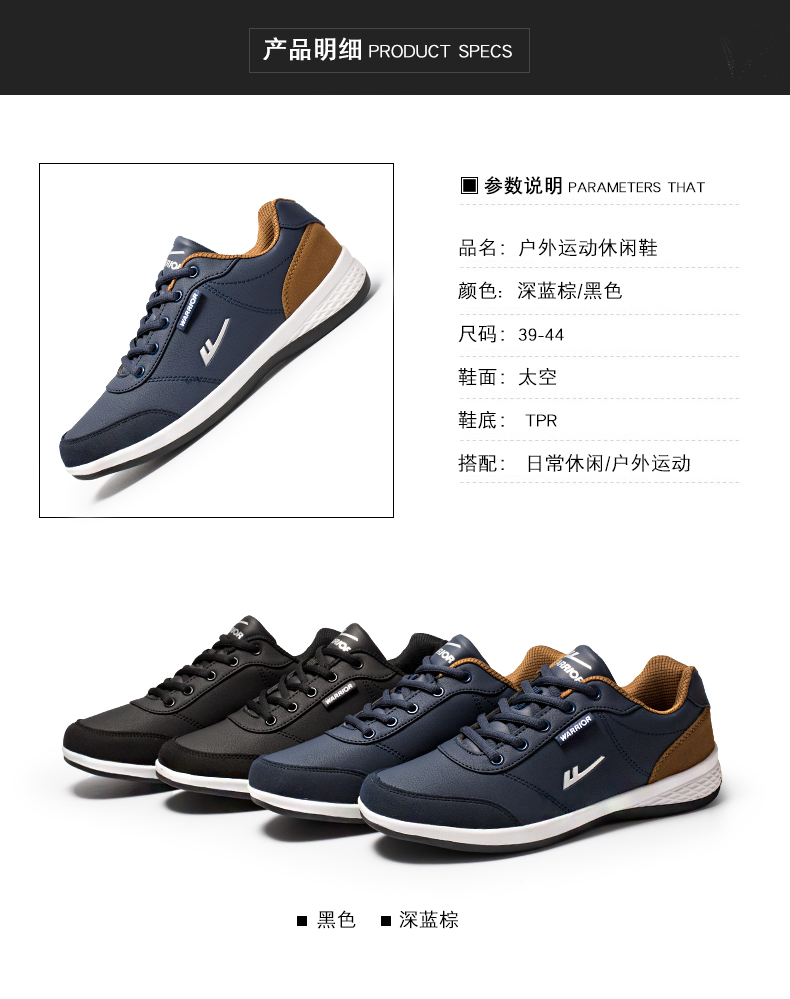 产品明细 PRODUCT SPECS
参数说明 PARAMETERS THAT
品名：户外运动休闲鞋
颜色：深蓝棕/黑色
尺码：39-44
鞋面：太空
鞋底： TPR
搭配： 日常休闲/户外运动
WARRIOR
WARRIOR
WARRIOR
WARRIOR
■ 黑色 ■ 深蓝棕